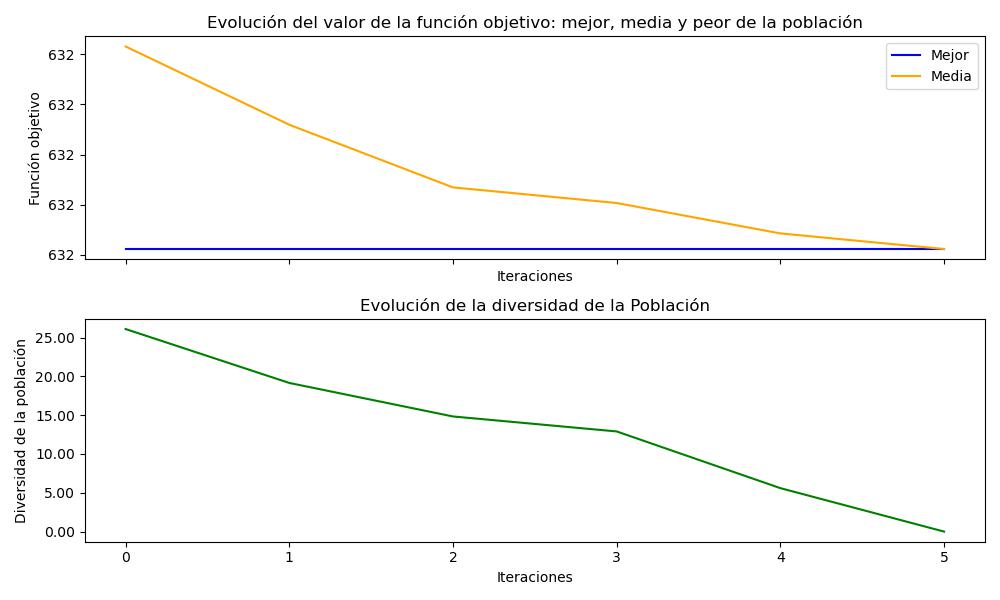 Evolución del valor de la función objetivo: mejor, media y peor de la población
632
632
632
632
632
Función objetivo
Mejor
Media
Iteraciones
Evolución de la diversidad de la Población
25.00
20.00
15.00
10.00
5.00
0.00
Diversidad de la población
0 1 2 3 4 5
Iteraciones